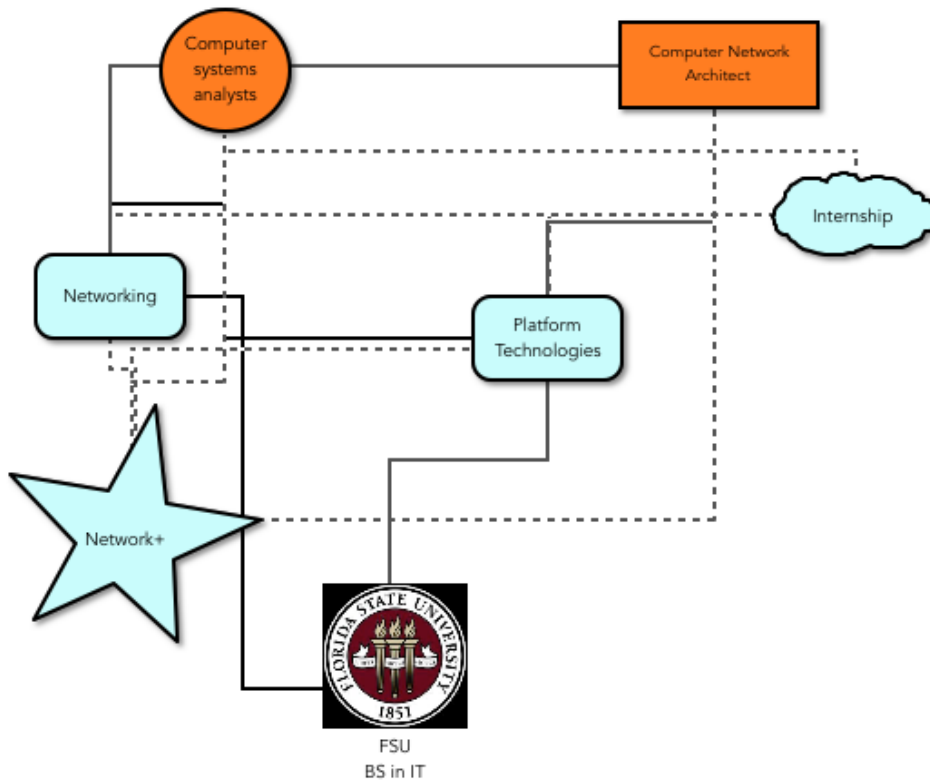 Computer
systems
analysts
Computer Network
Architect
Internship
Networking
Platform
Technologies
Network+
FLORIDA STATE UNIVERSITY
1851
FSU
BS in IT